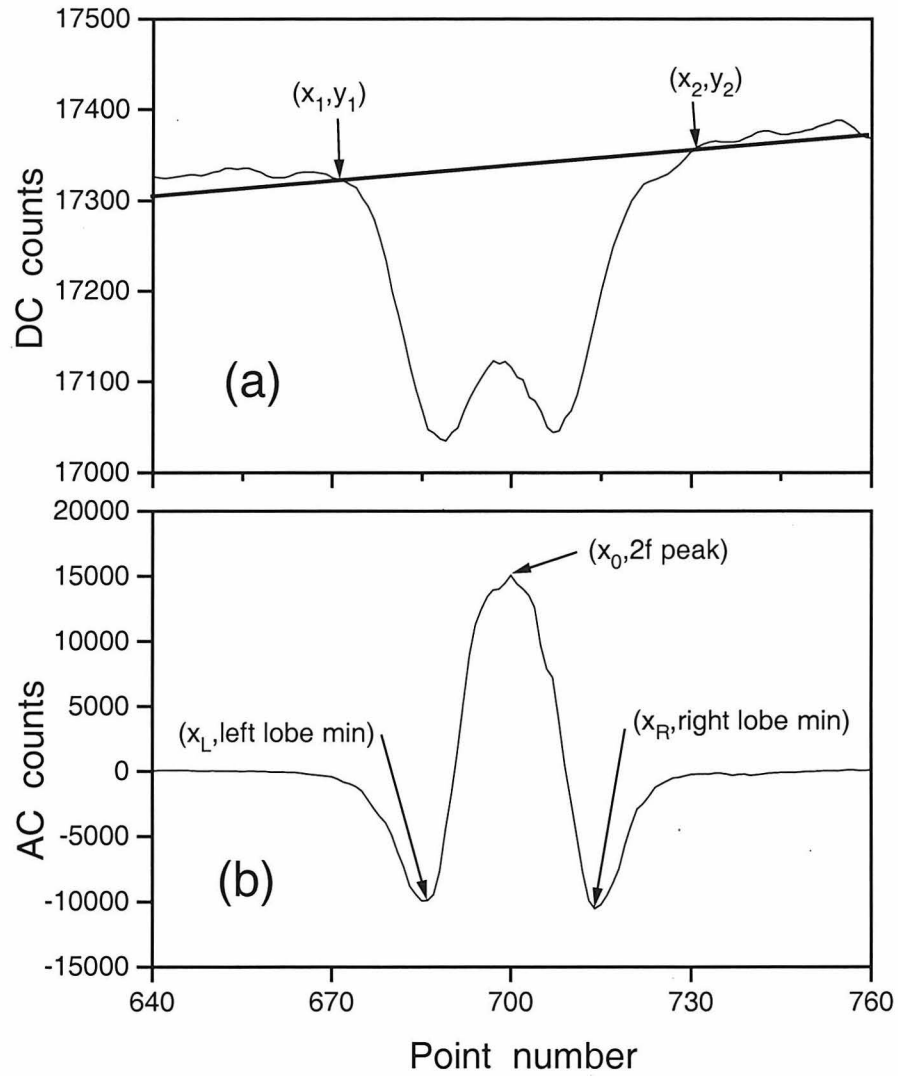 17500
17400
17300
17200
17100
17000
DC counts
(x1,y1)
(x2,y2)
(a)
20000
15000
10000
5000
0
-5000
-10000
-15000
AC counts
(x0,2f peak)
(xL,left lobe min)
(xR,right lobe min)
(b)
640 670 700 730 760
Point number